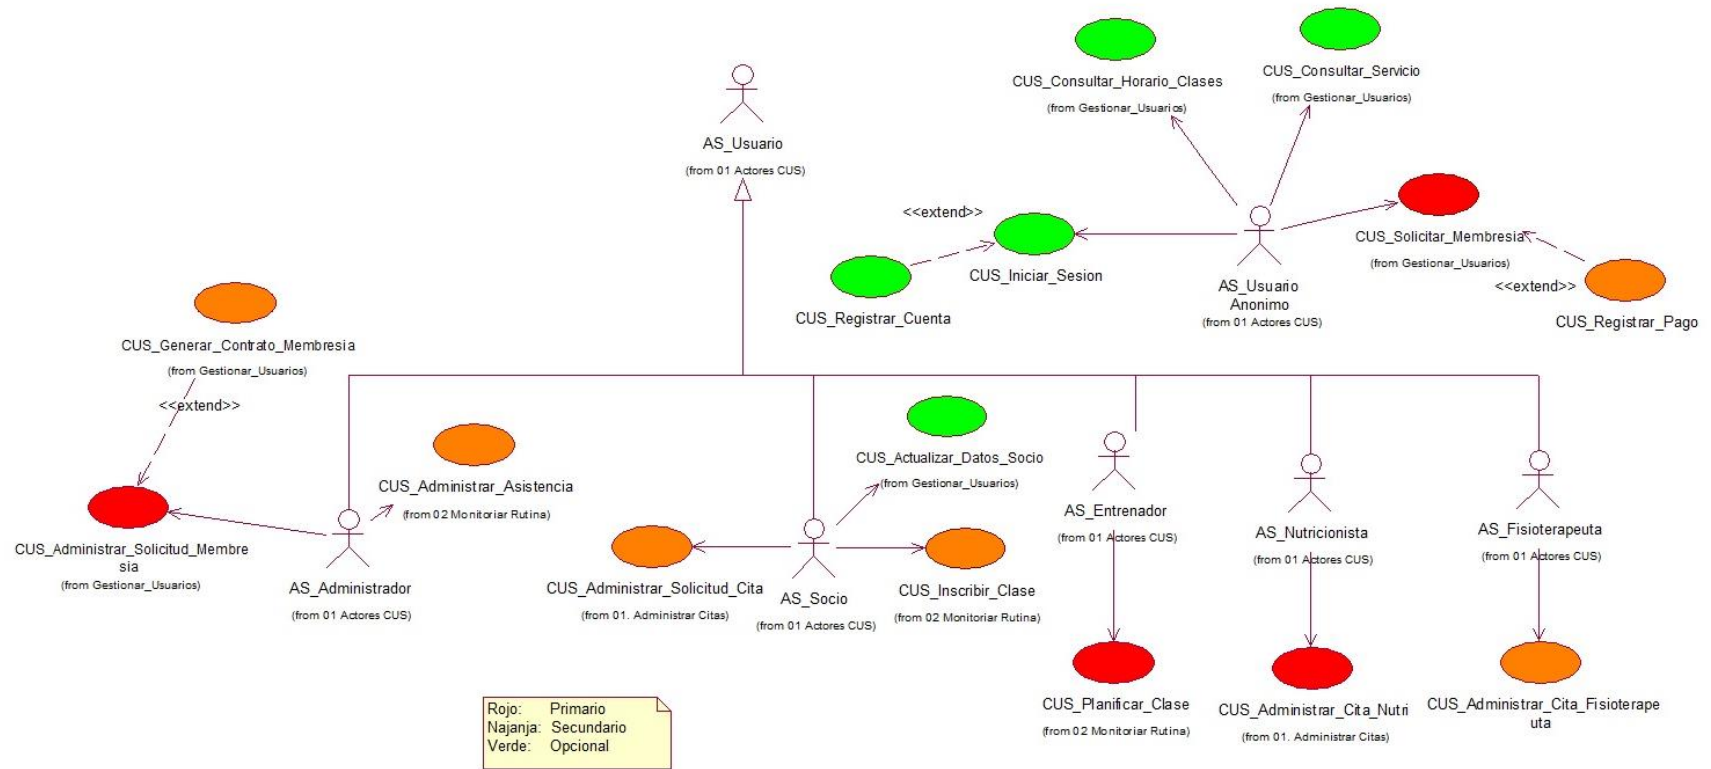 CUS_Consultar_Horario_Clases
(from Gestionar_Usuarios)
CUS_Consultar_Servicio
(from Gestionar_Usuarios)
AS_Usuario
(from 01 Actores CUS)
<<extend>>
CUS_Iniciar_Sesion
CUS_Registrar_Cuenta
AS_Usuario
Anonimo
(from 01 Actores CUS)
CUS_Solicitar_Membresia
(from Gestionar_Usuarios)
<<extend>>
CUS_Registrar_Pago
CUS_Generar_Contrato_Membresia
(from Gestionar_Usuarios)
<<extend>>
CUS_Administrar_Asistencia
(from 02 Monitoriar Rutina)
CUS_Administrar_Solicitud_Membre
sia
(from Gestionar_Usuarios)
AS_Administrador
(from 01 Actores CUS)
CUS_Actualizar_Datos_Socio
(from Gestionar_Usuarios)
CUS_Administrar_Solicitud_Cita
(from 01. Administrar Citas)
AS_Socio
(from 01 Actores CUS)
CUS_Inscribir_Clase
(from 02 Monitoriar Rutina)
AS_Entrenador
(from 01 Actores CUS)
AS_Nutricionista
(from 01 Actores CUS)
AS_Fisioterapeuta
(from 01 Actores CUS)
CUS_Planificar_Clase
(from 02 Monitoriar Rutina)
CUS_Administrar_Cita_Nutri
(from 01. Administrar Citas)
CUS_Administrar_Cita_Fisioterape
uta
Rojo: Primario
Najanja: Secundario
Verde: Opcional